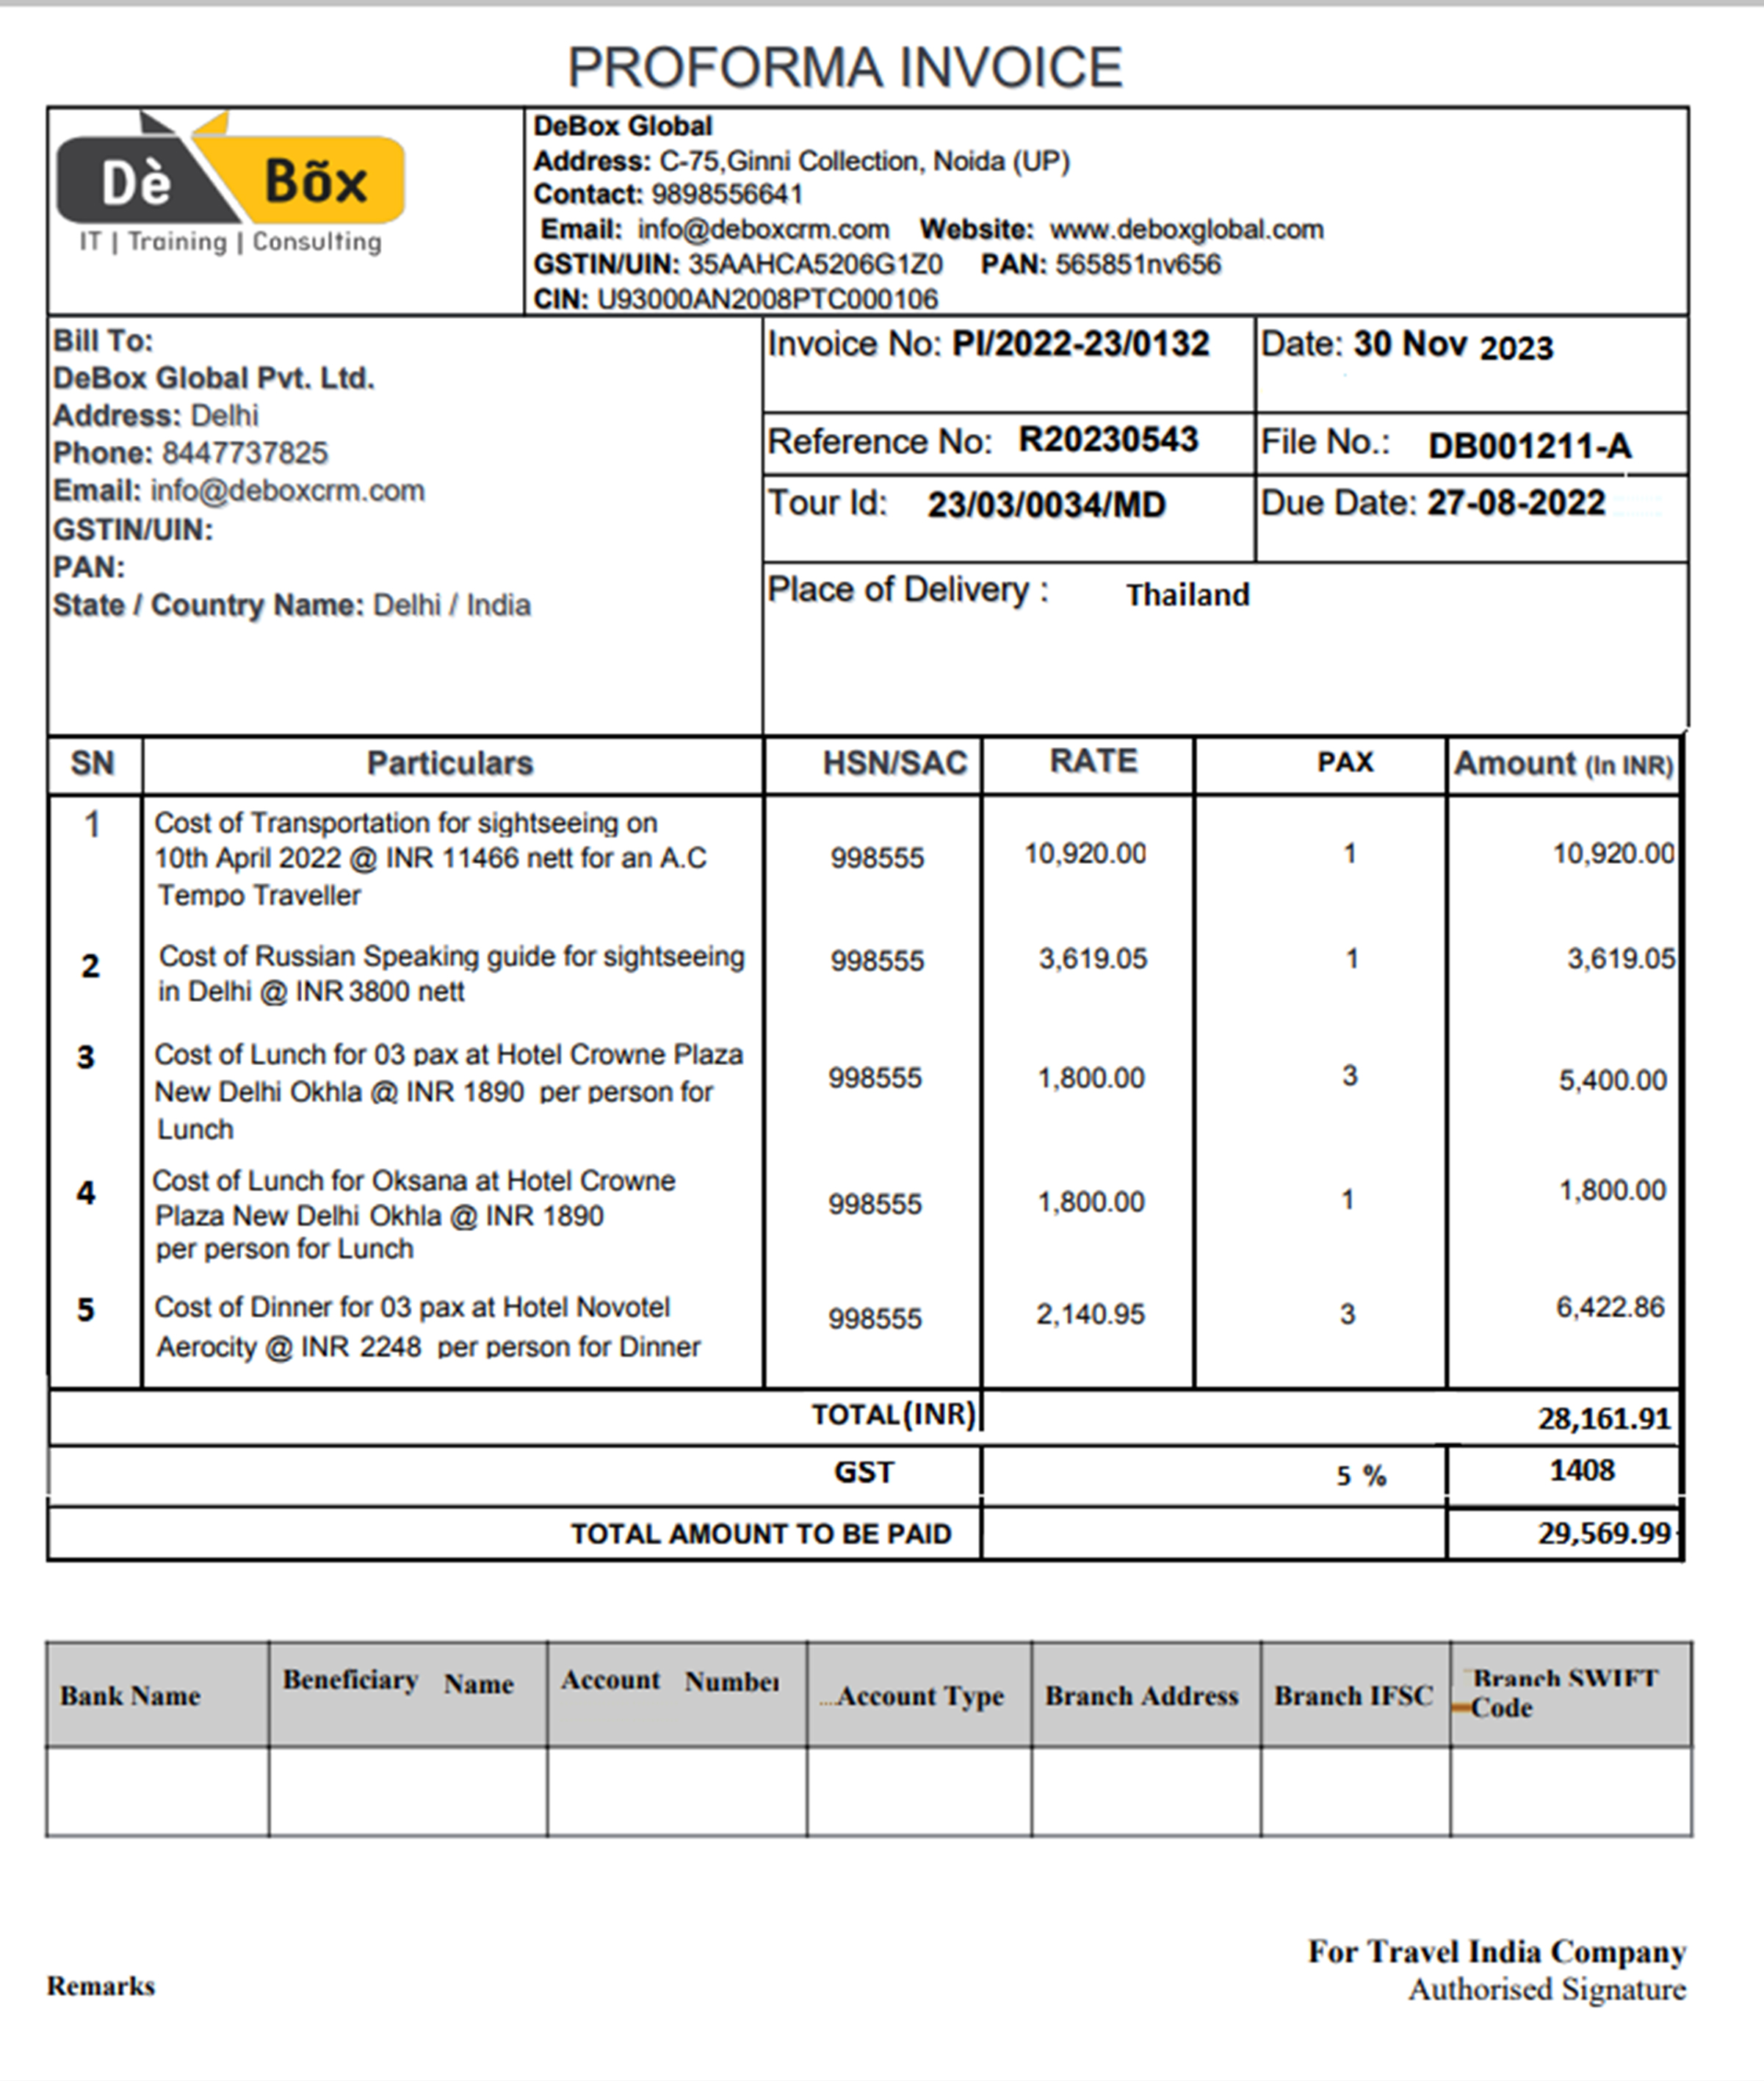 PROFORMA INVOICE
Dè Bõx
IT | Training | Consulting
DeBox Global
Address: C-75,Ginni Collection, Noida (UP)
Contact: 9898556641
Email: info@deboxcrm.com Website: www.deboxglobal.com
GSTIN/UIN: 35AAHCA5206G1Z0 PAN: 565851nv656
CIN: U93000AN2008PTC000106
Bill To:
DeBox Global Pvt. Ltd.
Address: Delhi
Phone: 8447737825
Email: info@deboxcrm.com
GSTIN/UIN:
PAN:
State / Country Name: Delhi / India
Invoice No: PI/2022-23/0132 Date: 30 Nov 2023
Reference No: R20230543 File No.: DB001211-A
Tour Id: 23/03/0034/MD Due Date: 27-08-2022
Place of Delivery : Thailand
SN Particulars HSN/SAC RATE PAX Amount (In INR)
1 Cost of Transportation for sightseeing on
10th April 2022 @ INR 11466 nett for an A.C 998555 10,920.00 1 10,920.00
Tempo Traveller
2 Cost of Russian Speaking guide for sightseeing 998555 3,619.05 1 3,619.05
in Delhi @ INR 3800 nett
3 Cost of Lunch for 03 pax at Hotel Crowne Plaza
New Delhi Okhla @ INR 1890 per person for 998555 1,800.00 3 5,400.00
Lunch
4 Cost of Lunch for Oksana at Hotel Crowne
Plaza New Delhi Okhla @ INR 1890 998555 1,800.00 1 1,800.00
per person for Lunch
5 Cost of Dinner for 03 pax at Hotel Novotel 998555 2,140.95 3 6,422.86
Aerocity @ INR 2248 per person for Dinner
TOTAL(INR) 28,161.91
GST 5 % 1408
TOTAL AMOUNT TO BE PAID 29,569.99
Bank Name Beneficiary Name Account Number Account Type Branch Address Branch IFSC Branch SWIFT
Code
For Travel India Company
Remarks Authorised Signature